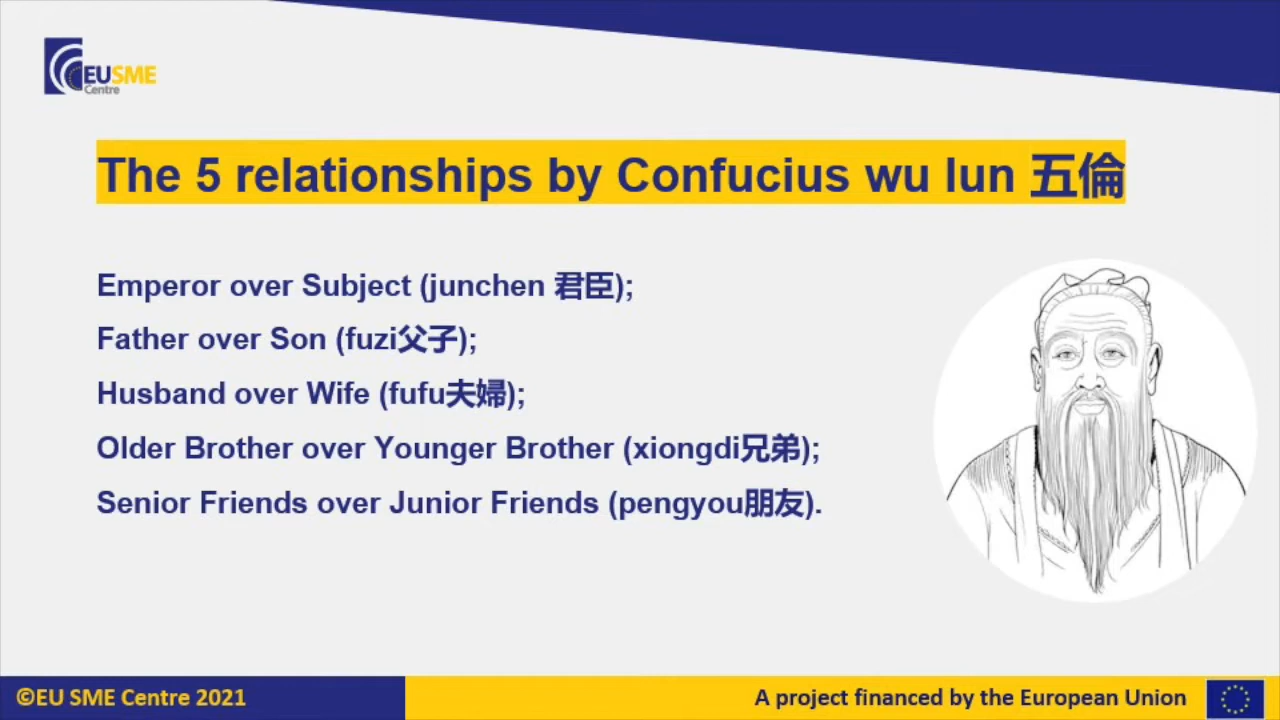 EUSME
Centre
The 5 relationships by Confucius wu lun 五倫
Emperor over Subject (junchen 君臣);
Father over Son (fuzi父子);
Husband over Wife (fufu夫婦);
Older Brother over Younger Brother (xiongdi兄弟);
Senior Friends over Junior Friends (pengyou朋友).
©EU SME Centre 2021
A project financed by the European Union